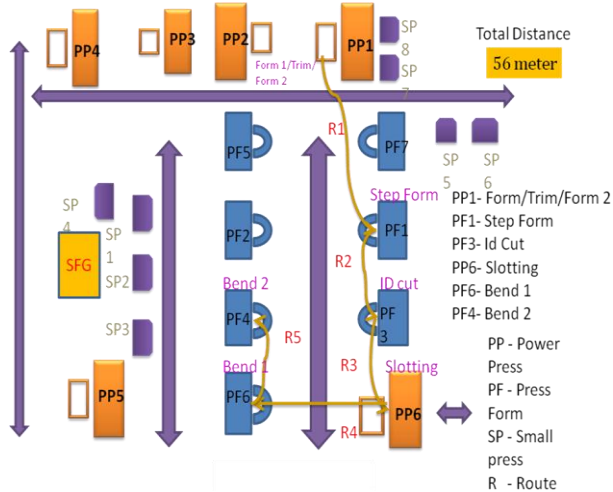 PP4
PP3
PP2
PP1
SP
8
SP
7
Total Distance
56 meter
Form 1/Trim/
Form 2
R1
PF5
PF7
SP
5
SP
6
PP1- Form/Trim/Form 2
PF1- Step Form
PF3- Id Cut
PP6- Slotting
PF6- Bend 1
PF4- Bend 2
Step Form
SP
4
SP
1
PF2
PF1
SFG
R2
SP2
Bend 2
ID cut
PF4
PF
3
SP3
R5
R3
Bend 1
Slotting
PP5
PF6
PP6
R4
PP - Power
Press
PF - Press
Form
SP - Small
press
R - Route